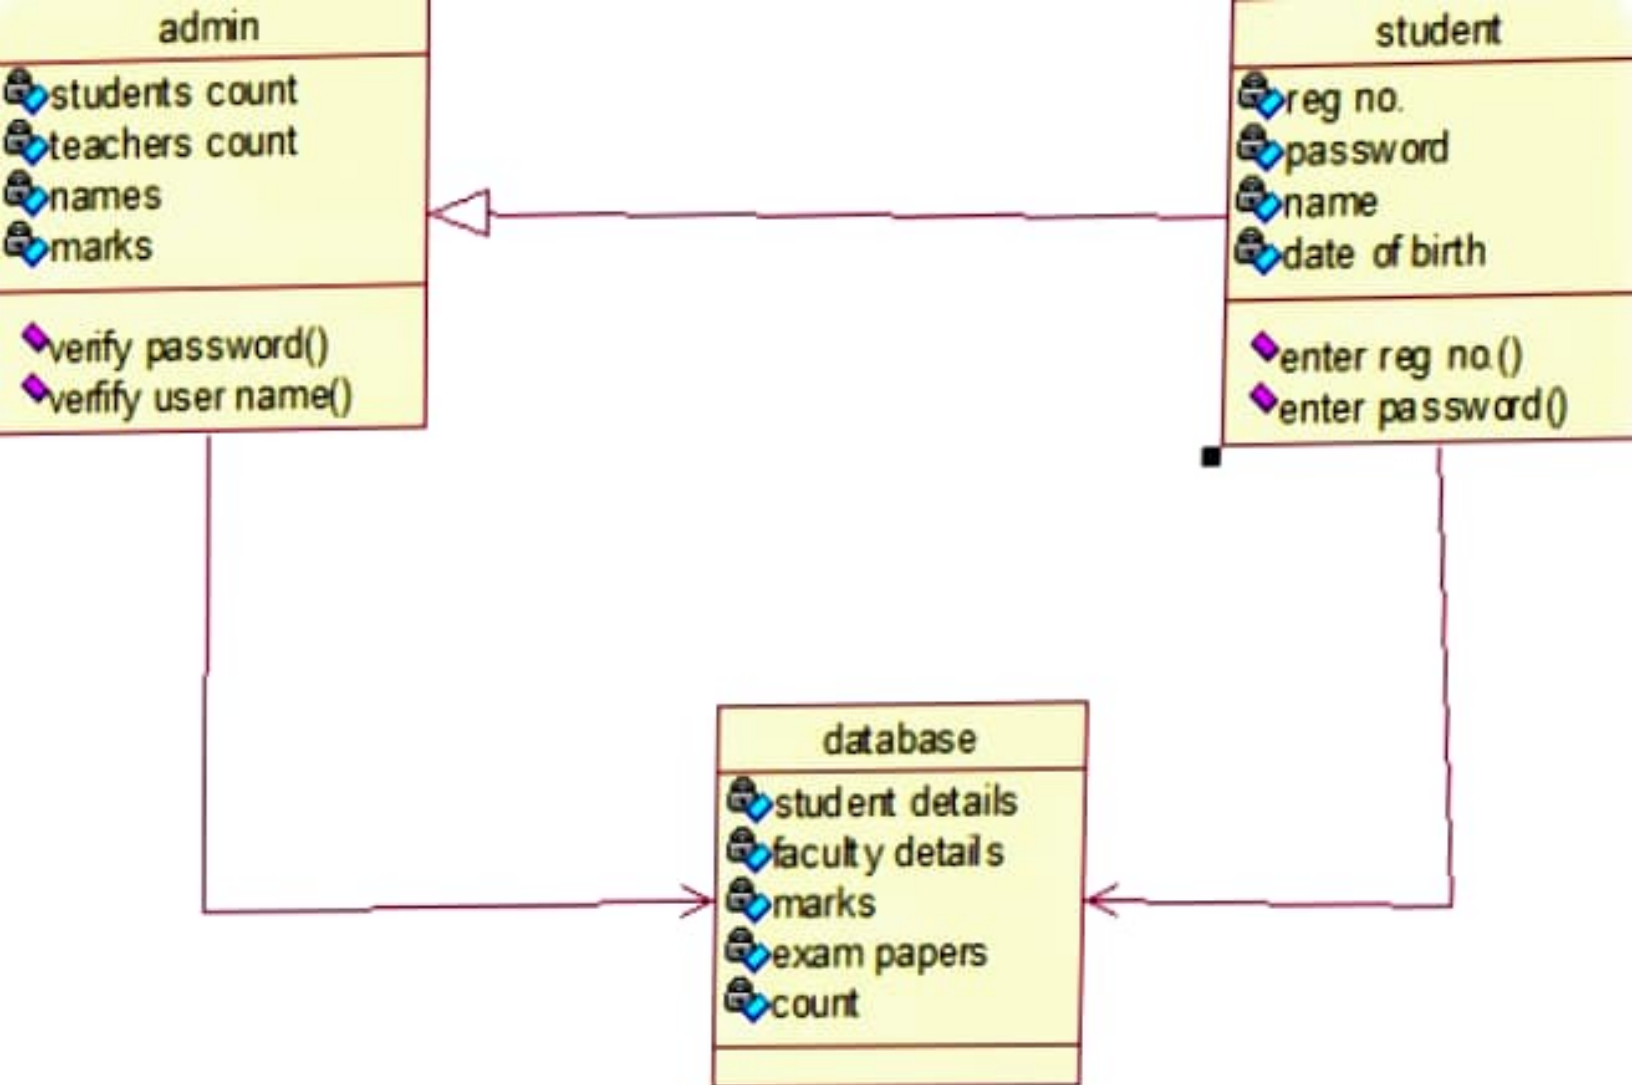 admin
students count
teachers count
names
marks
verify password()
verfify user name()
student
reg no.
password
name
date of birth
enter reg no.()
enter password()
database
student details
faculty details
marks
exam papers
count